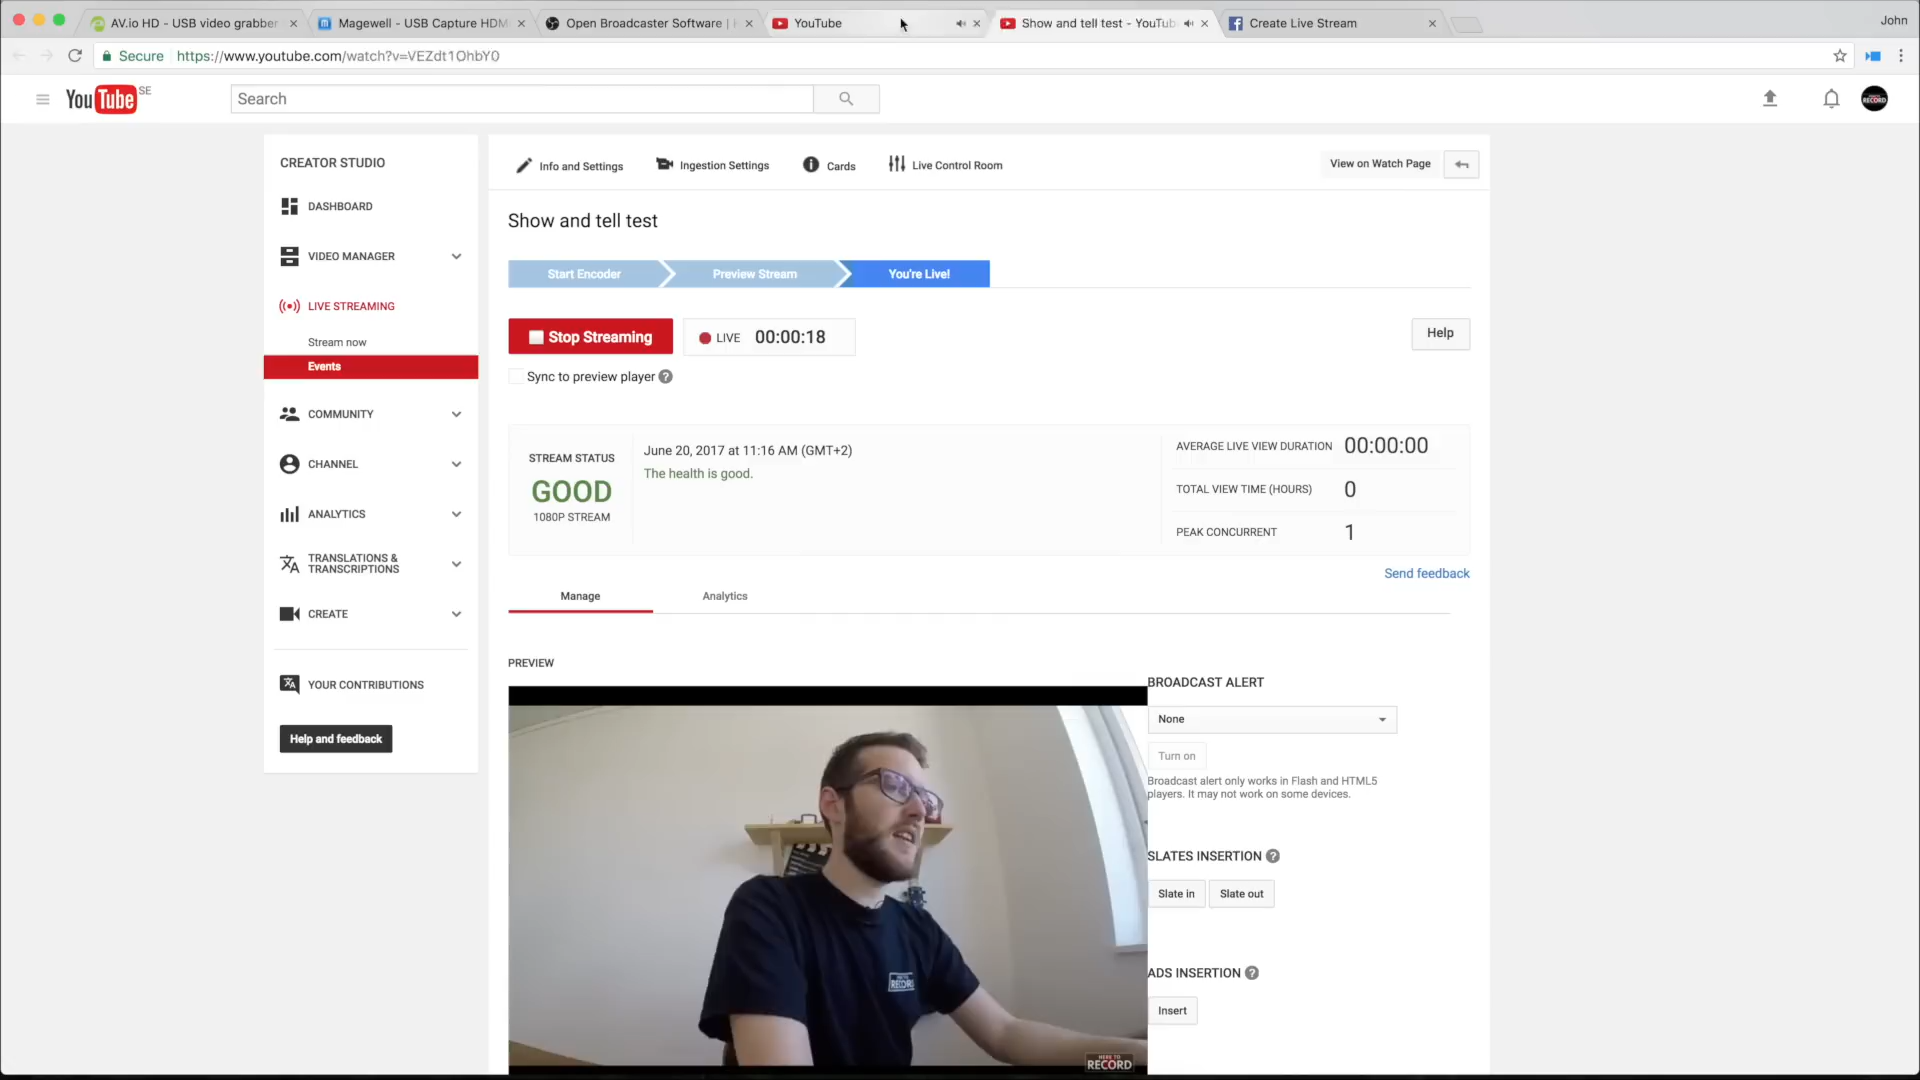 AV.io HD - USB video grabber
Magewell - USB Capture HDMI
Open Broadcaster Software |
YouTube
Show and tell test - YouTub
Create Live Stream
John
Secure
https://www.youtube.com/watch?v=VEZdt1OhbY0
YouTube SE
Search
RECORD
CREATOR STUDIO
DASHBOARD
VIDEO MANAGER
LIVE STREAMING
Stream now
Events
COMMUNITY
CHANNEL
ANALYTICS
TRANSLATIONS &
TRANSCRIPTIONS
CREATE
YOUR CONTRIBUTIONS
Help and feedback
Info and Settings
Ingestion Settings
Cards
Live Control Room
View on Watch Page
Show and tell test
Start Encoder
Preview Stream
You're Live!
Stop Streaming
LIVE 00:00:18
Help
Sync to preview player ?
STREAM STATUS
GOOD
1080P STREAM
June 20, 2017 at 11:16 AM (GMT+2)
The health is good.
AVERAGE LIVE VIEW DURATION 00:00:00
TOTAL VIEW TIME (HOURS) 0
PEAK CONCURRENT 1
Send feedback
Manage
Analytics
PREVIEW
BROADCAST ALERT
None
Turn on
Broadcast alert only works in Flash and HTML5
players. It may not work on some devices.
SLATES INSERTION ?
Slate in
Slate out
ADS INSERTION ?
Insert
RECORD
HERE TO
RECORD